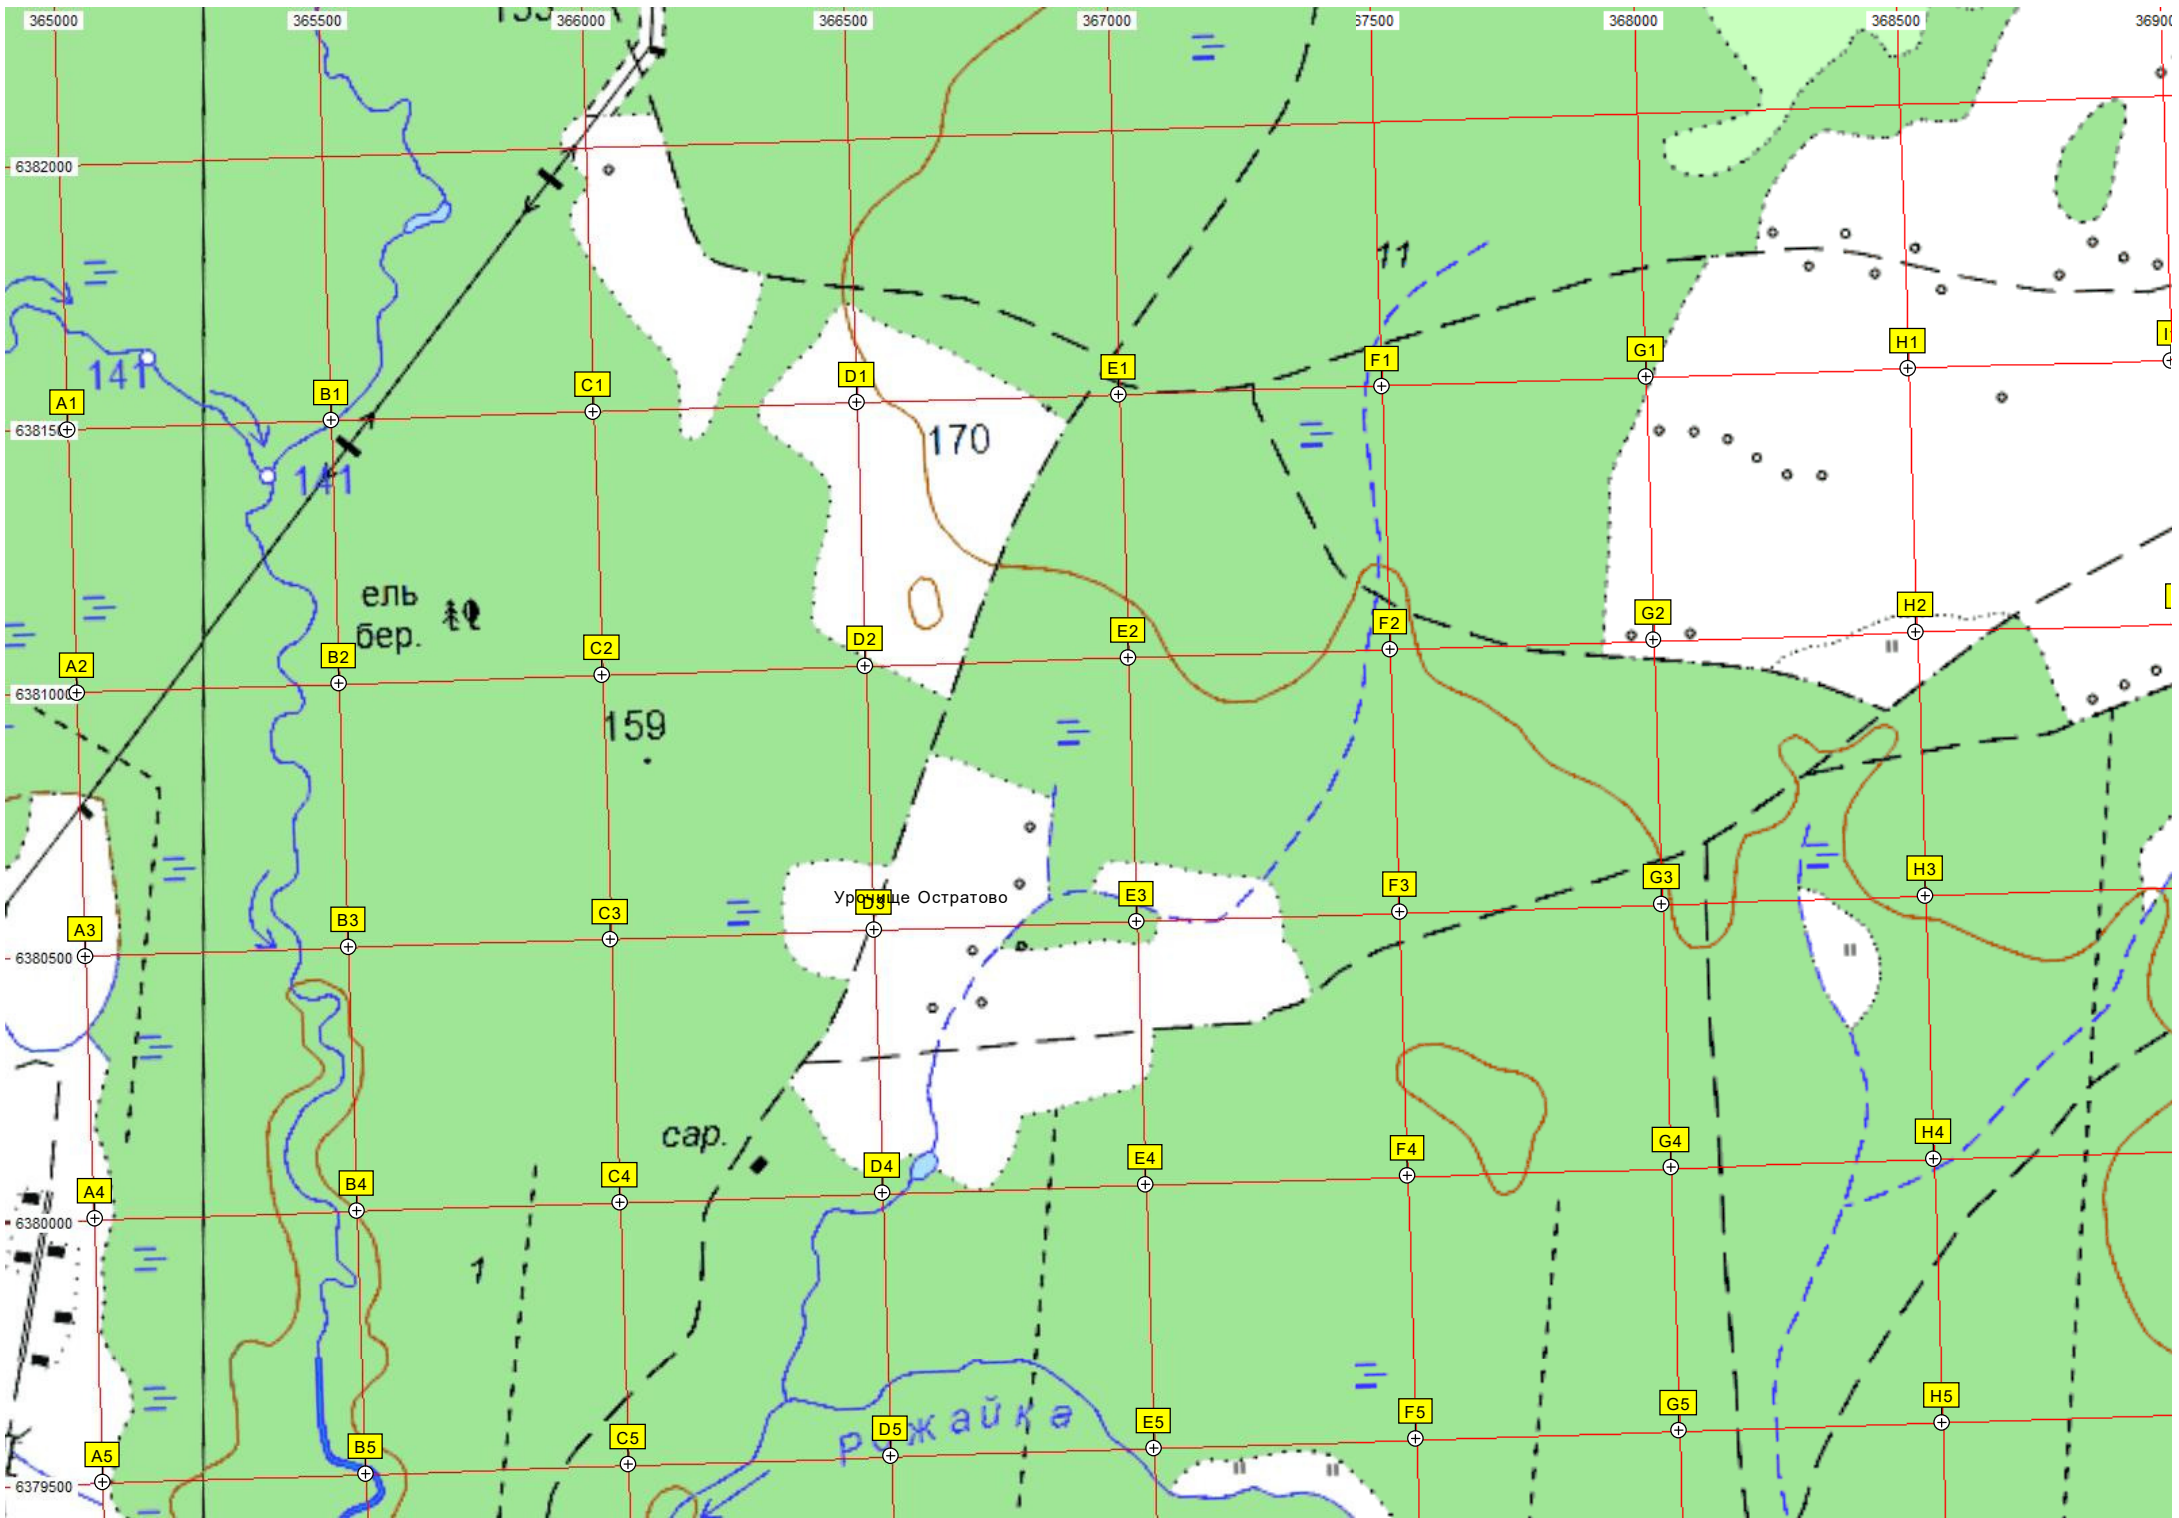 365000 365500 366000 366500 367000 67500 368000 368500 36900
6382000
11
141
A1 B1 C1 D1 E1 F1 G1 H1
638150
170
141
ель
бер.
A2 B2 C2 D2 E2 F2 G2 H2
6381000
159
A3 B3 C3 D3 E3 F3 G3 H3
Урочище Остратово
6380500
сар.
A4 B4 C4 D4 E4 F4 G4 H4
6380000
1
Рожайка
A5 B5 C5 D5 E5 F5 G5 H5
6379500